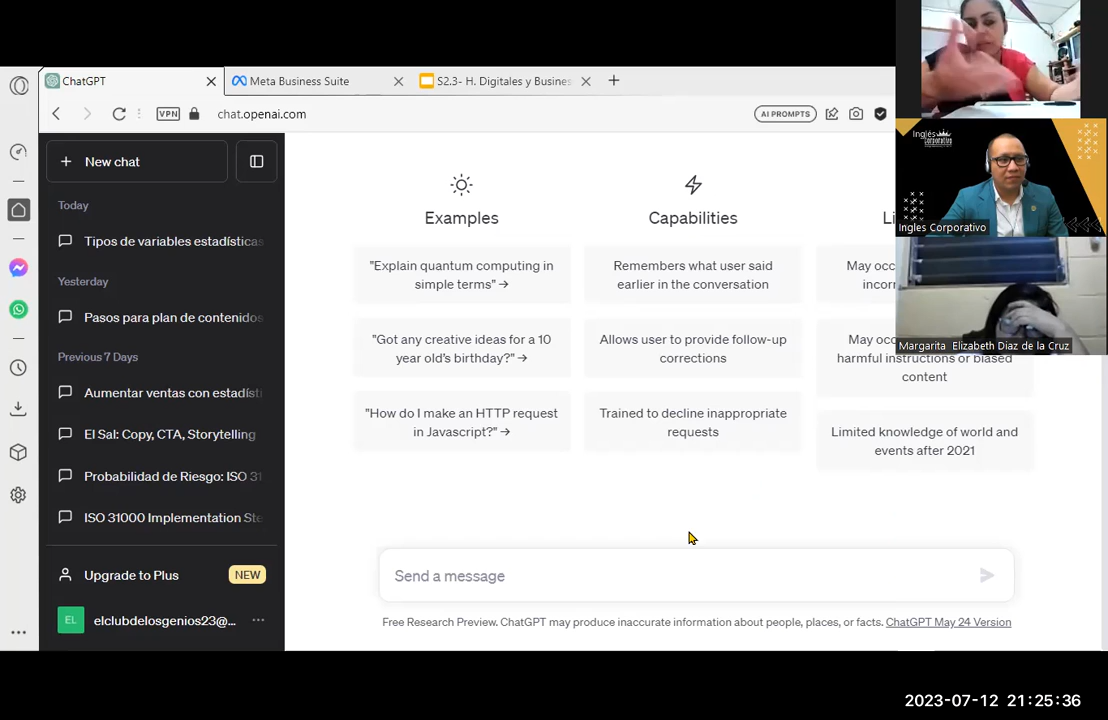 ChatGPT
Meta Business Suite
S2.3- H. Digitales y Busines
VPN
chat.openai.com
AI PROMPTS
New chat
Today
Tipos de variables estadísticas
Yesterday
Pasos para plan de contenidos
Previous 7 Days
Aumentar ventas con estadíst
El Sal: Copy, CTA, Storytelling
Probabilidad de Riesgo: ISO 31
ISO 31000 Implementation Ste
Upgrade to Plus
NEW
EL
elclubdelosgenios23@...
Examples
"Explain quantum computing in
simple terms" →
"Got any creative ideas for a 10
year old's birthday?" →
"How do I make an HTTP request
in Javascript?" →
Capabilities
Remembers what user said
earlier in the conversation
Allows user to provide follow-up
corrections
Trained to decline inappropriate
requests
Li
May occ
incorr
May occ
harmful instructions or biased
content
Limited knowledge of world and
events after 2021
Send a message
Free Research Preview. ChatGPT may produce inaccurate information about people, places, or facts. ChatGPT May 24 Version
Inglés
Corporativo
Ingles Corporativo
Margarita Elizabeth Diaz de la Cruz
2023-07-12 21:25:36